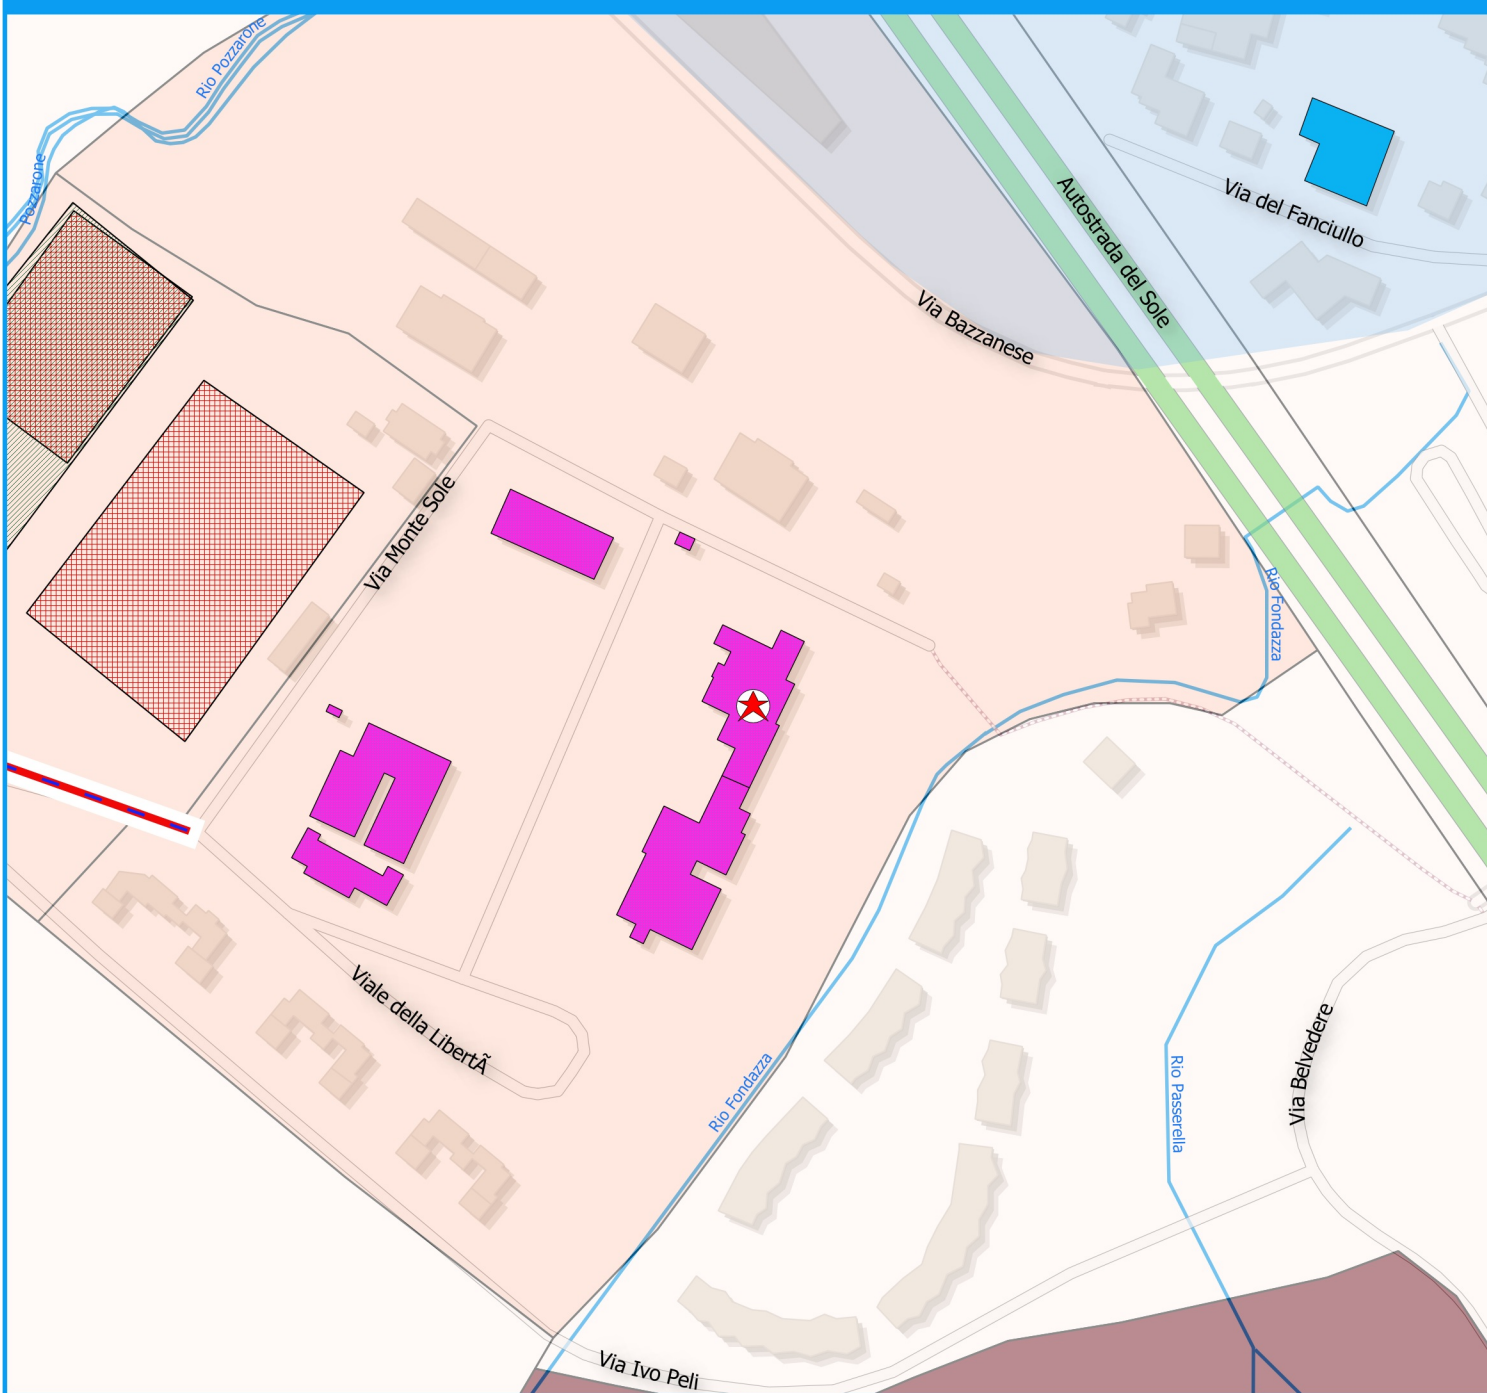 Rio Pozzarone
Pozzarone
Autostrada del Sole
Via del Fanciullo
Via Bazzanese
Via Monte Sole
Rio Fondazza
Viale della LibertÃ
Rio Fondazza
Via Belvedere
Rio Passerella
Via Ivo Peli